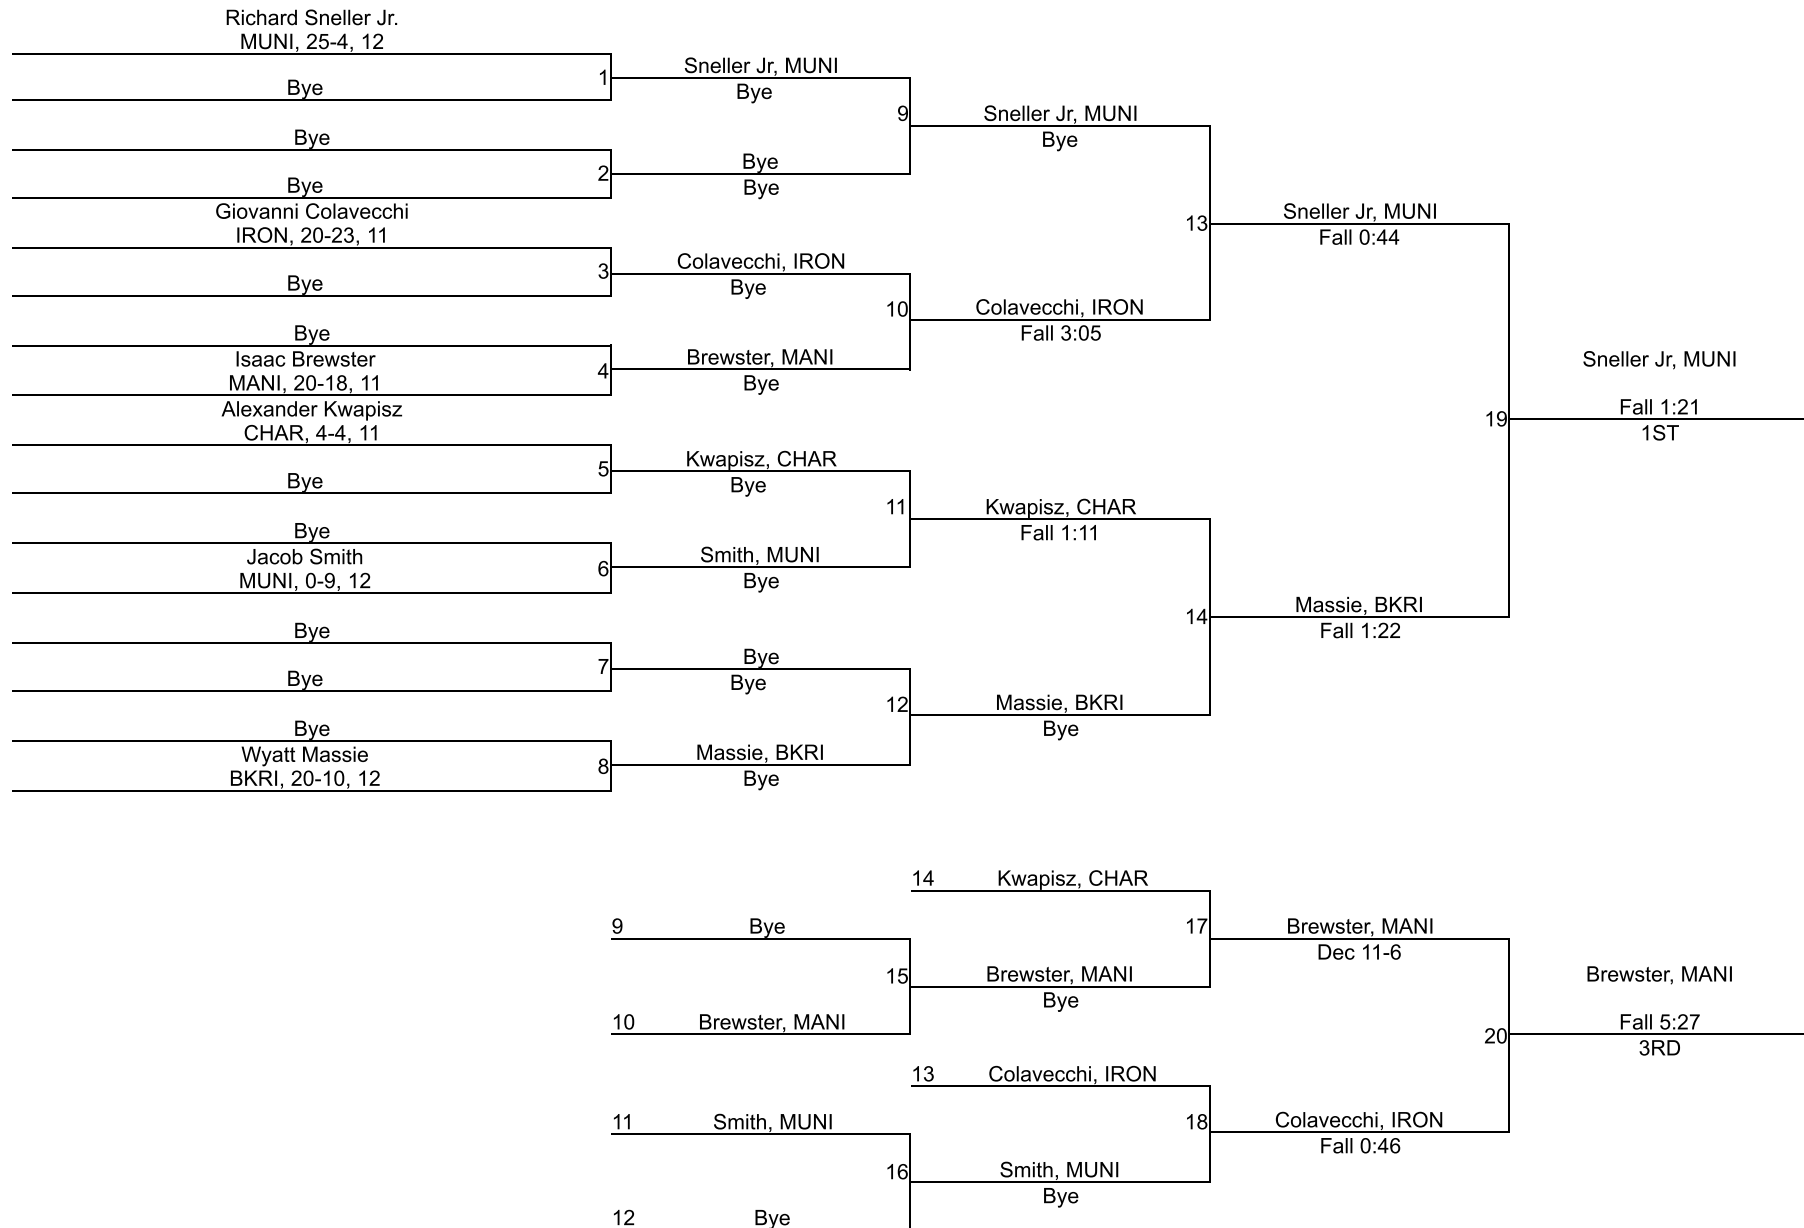 Richard Sneller Jr.
MUNI, 25-4, 12
Bye
1
Sneller Jr, MUNI
Bye
9
Sneller Jr, MUNI
Bye
Bye
Bye
2
Bye
Bye
Giovanni Colavecchi
IRON, 20-23, 11
Bye
3
Colavecchi, IRON
Bye
13
Sneller Jr, MUNI
Fall 0:44
10
Colavecchi, IRON
Fall 3:05
Bye
Isaac Brewster
MANI, 20-18, 11
4
Brewster, MANI
Bye
Sneller Jr, MUNI
Fall 1:21
19
1ST
Alexander Kwapisz
CHAR, 4-4, 11
Bye
5
Kwapisz, CHAR
Bye
11
Kwapisz, CHAR
Fall 1:11
Bye
Jacob Smith
MUNI, 0-9, 12
6
Smith, MUNI
Bye
14
Massie, BKRI
Fall 1:22
Bye
Bye
7
Bye
Bye
12
Massie, BKRI
Bye
Bye
Wyatt Massie
BKRI, 20-10, 12
8
Massie, BKRI
Bye
14 Kwapisz, CHAR
9 Bye
17
Brewster, MANI
Dec 11-6
15
Brewster, MANI
Bye
10 Brewster, MANI
Brewster, MANI
Fall 5:27
20
3RD
13 Colavecchi, IRON
11 Smith, MUNI
18
Colavecchi, IRON
Fall 0:46
16
Smith, MUNI
Bye
12 Bye